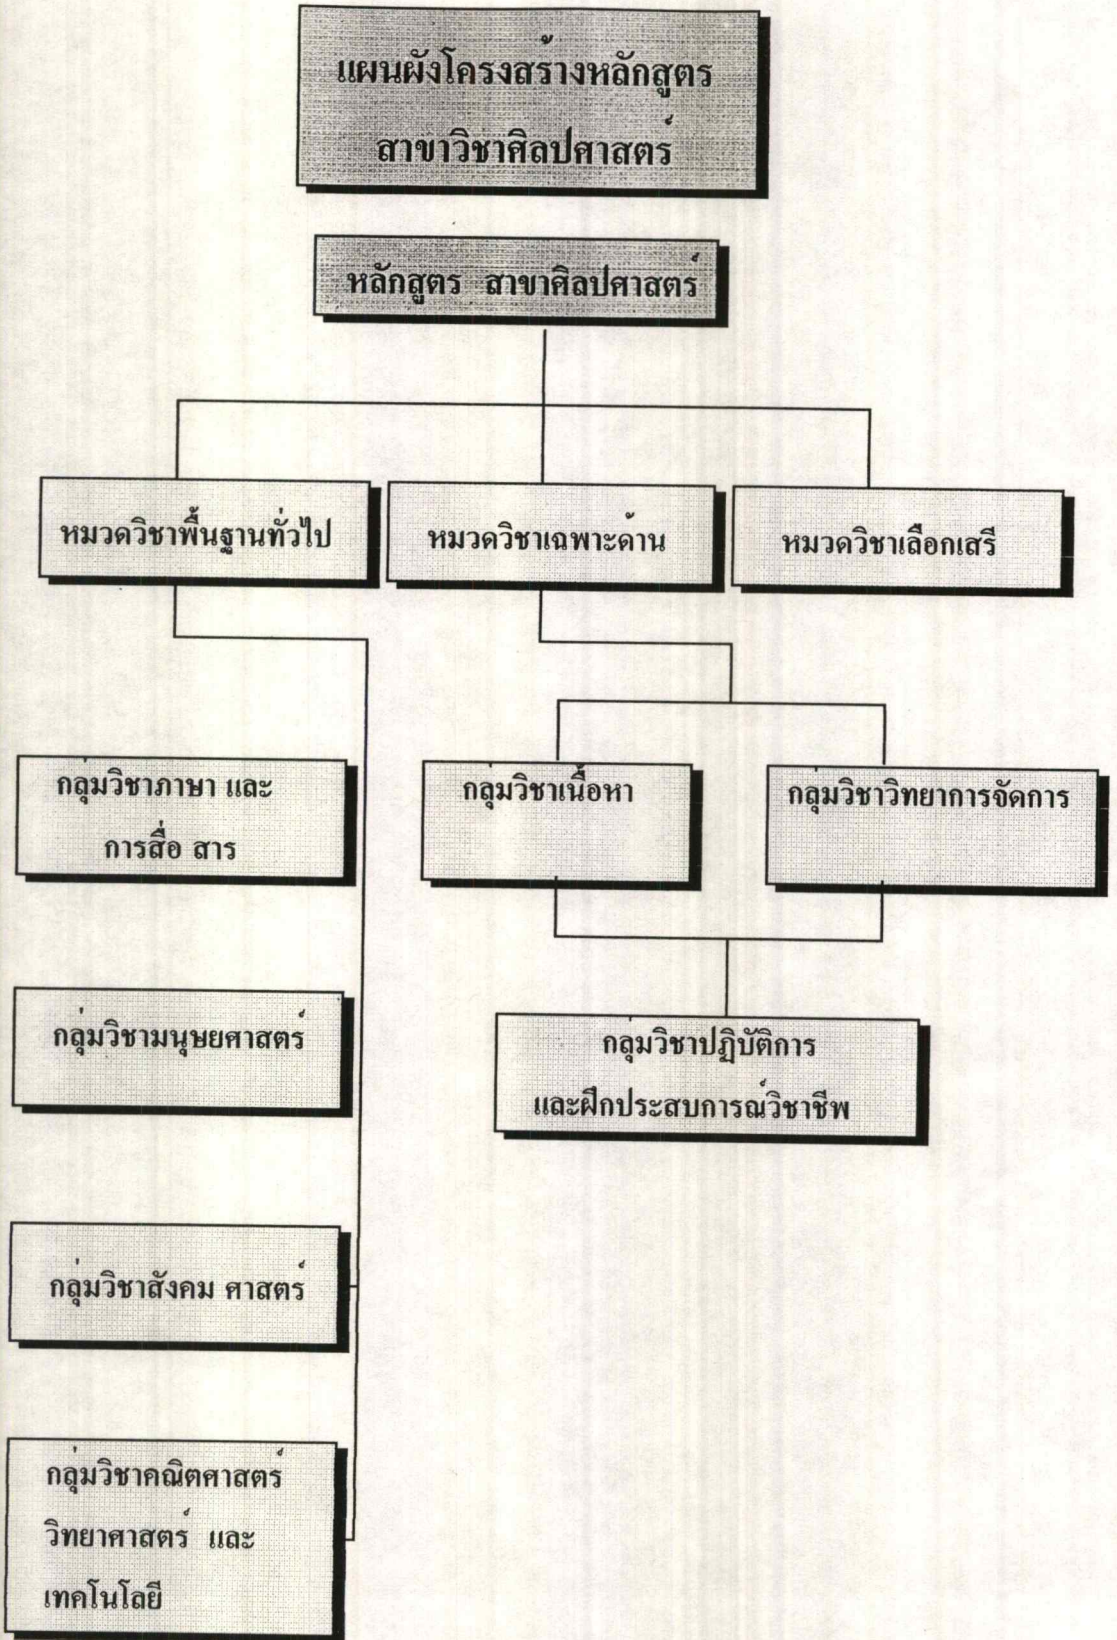 แผนผังโครงสร้างหลักสูตร
สาขาวิชาศิลปศาสตร์
หลักสูตร สาขาศิลปศาสตร์
หมวดวิชาพื้นฐานทั่วไป
หมวดวิชาเฉพาะด้าน
หมวดวิชาเลือกเสรี
กลุ่มวิชาภาษา และ
การสื่อ สาร
กลุ่มวิชาเนื้อหา
กลุ่มวิชาวิทยาการจัดการ
กลุ่มวิชามนุษยศาสตร์
กลุ่มวิชาปฏิบัติการ
และฝึกประสบการณ์วิชาชีพ
กลุ่มวิชาสังคม ศาสตร์
กลุ่มวิชาคณิตศาสตร์
วิทยาศาสตร์ และ
เทคโนโลยี